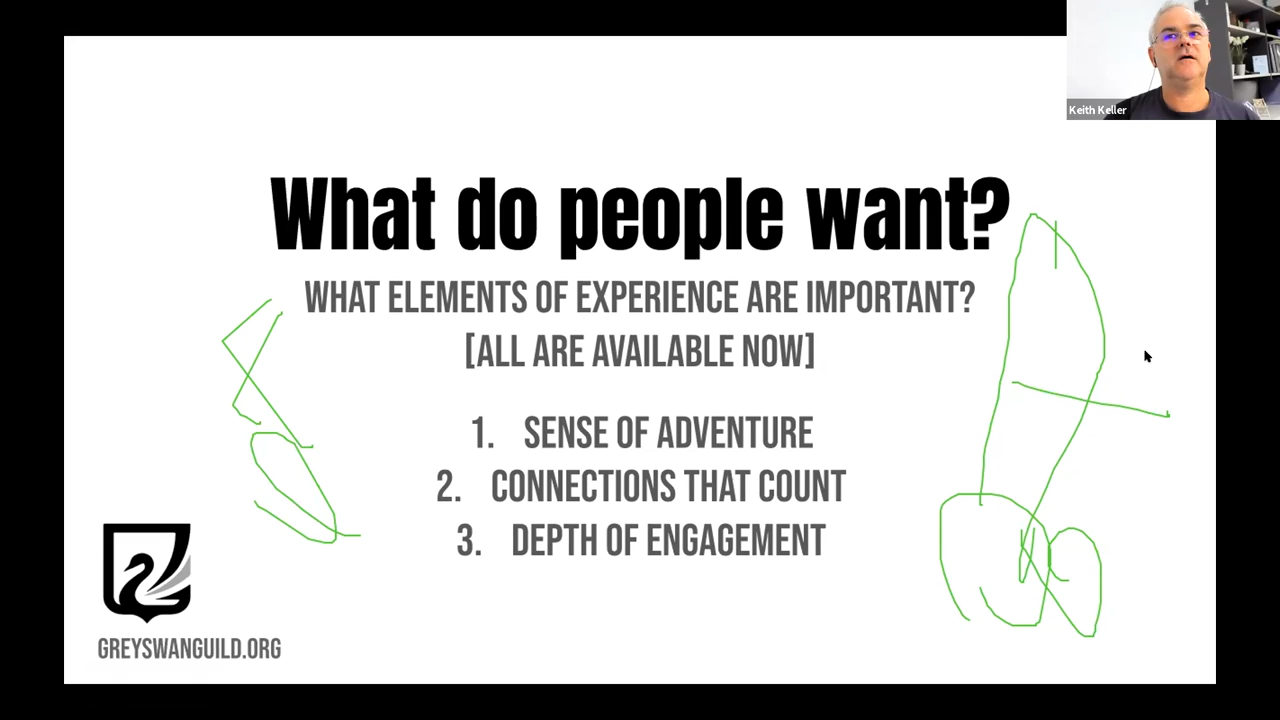 Keith Keller
What do people want?
WHAT ELEMENTS OF EXPERIENCE ARE IMPORTANT?
[ALL ARE AVAILABLE NOW]
1. SENSE OF ADVENTURE
2. CONNECTIONS THAT COUNT
3. DEPTH OF ENGAGEMENT
GREYSWANGUILD.ORG